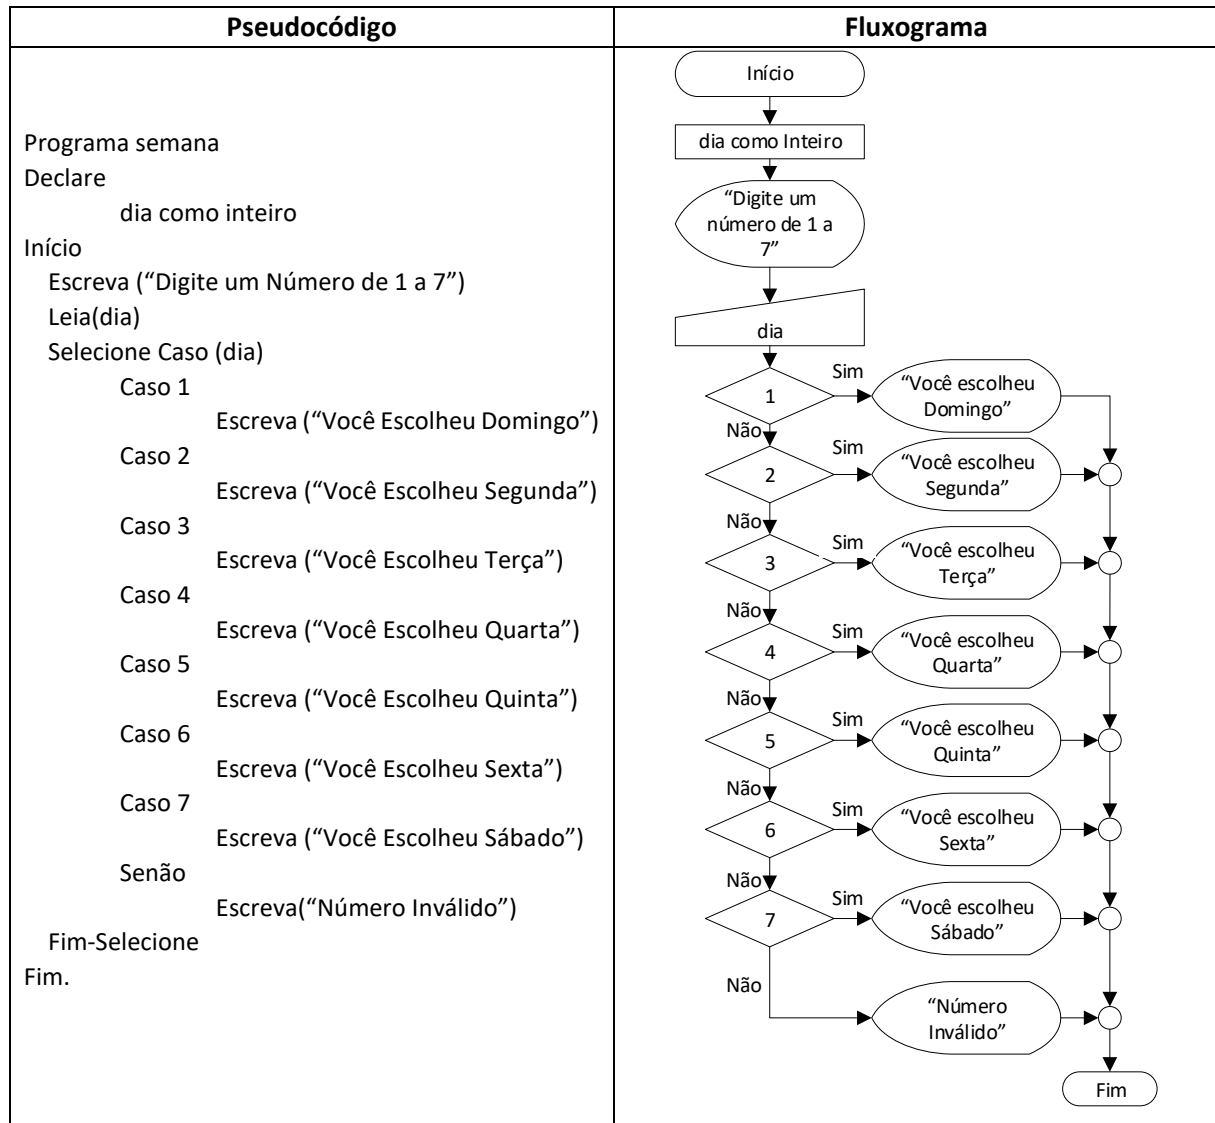 Pseudocódigo
Programa semana
Declare
dia como inteiro
Início
Escreva (“Digite um Número de 1 a 7”)
Leia(dia)
Selecione Caso (dia)
Caso 1
Escreva (“Você Escolheu Domingo”)
Caso 2
Escreva (“Você Escolheu Segunda”)
Caso 3
Escreva (“Você Escolheu Terça”)
Caso 4
Escreva (“Você Escolheu Quarta”)
Caso 5
Escreva (“Você Escolheu Quinta”)
Caso 6
Escreva (“Você Escolheu Sexta”)
Caso 7
Escreva (“Você Escolheu Sábado”)
Senão
Escreva(“Número Inválido”)
Fim-Selecione
Fim.
Fluxograma
Início
dia como Inteiro
“Digite um
número de 1 a
7”
dia
1
Sim
“Você escolheu
Domingo”
Não
2
Sim
“Você escolheu
Segunda”
Não
3
Sim
“Você escolheu
Terça”
Não
4
Sim
“Você escolheu
Quarta”
Não
5
Sim
“Você escolheu
Quinta”
Não
6
Sim
“Você escolheu
Sexta”
Não
7
Sim
“Você escolheu
Sábado”
Não
“Número
Inválido”
Fim